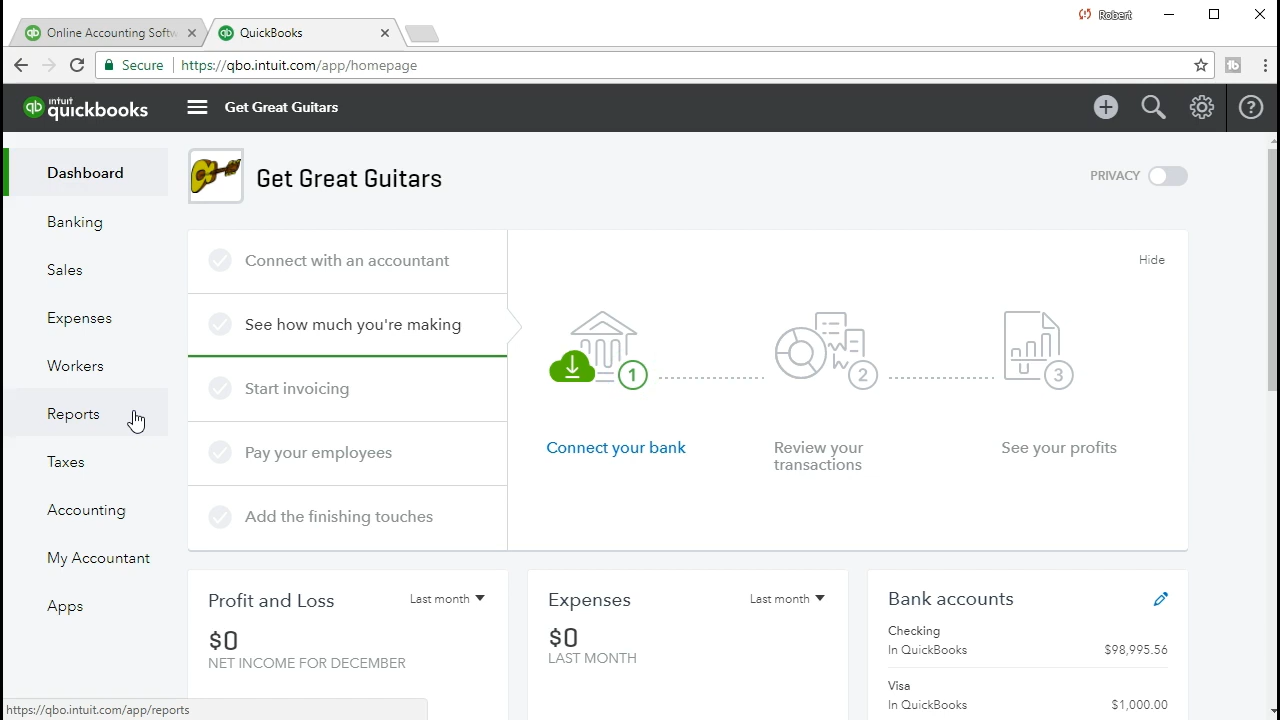 Online Accounting Softw
QuickBooks
Robert
Secure
https://qbo.intuit.com/app/homepage
intuit
quickbooks
Get Great Guitars
Dashboard
Banking
Sales
Expenses
Workers
Reports
Taxes
Accounting
My Accountant
Apps
Get Great Guitars
PRIVACY
Connect with an accountant
See how much you're making
Start invoicing
Pay your employees
Add the finishing touches
Hide
1
2
3
Connect your bank
Review your
transactions
See your profits
Profit and Loss
Last month
$0
NET INCOME FOR DECEMBER
Expenses
Last month
$0
LAST MONTH
Bank accounts
Checking
In QuickBooks $98,995.56
Visa
In QuickBooks $1,000.00
https://qbo.intuit.com/app/reports